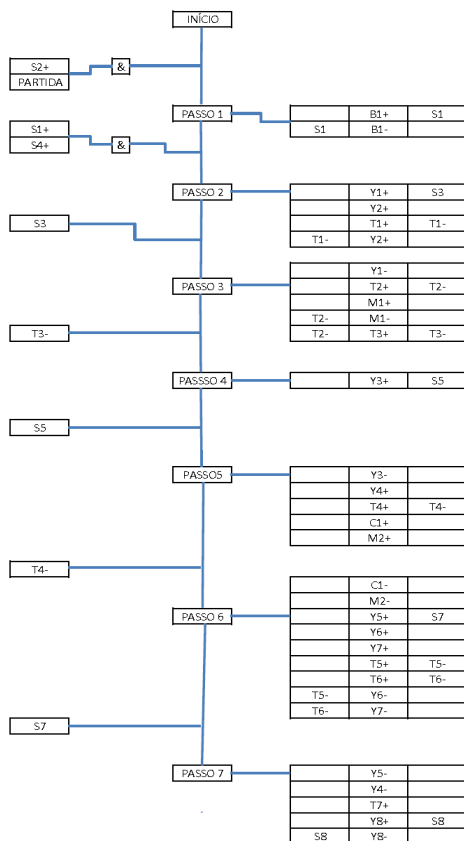 INÍCIO
S2+
&
PARTIDA
PASSO 1
B1+ S1
S1 B1-
S1+
S4+
&
PASSO 2
Y1+ S3
Y2+
T1+ T1-
T1- Y2+
S3
PASSO 3
Y1-
T2+ T2-
M1+
T2- M1-
T2- T3+ T3-
T3-
PASSSO 4
Y3+ S5
S5
PASSO5
Y3-
Y4+
T4+ T4-
C1+
M2+
T4-
PASSO 6
C1-
M2-
Y5+ S7
Y6+
Y7+
T5+ T5-
T6+ T6-
T5- Y6-
T6- Y7-
S7
PASSO 7
Y5-
Y4-
T7+
Y8+ S8
S8 Y8-